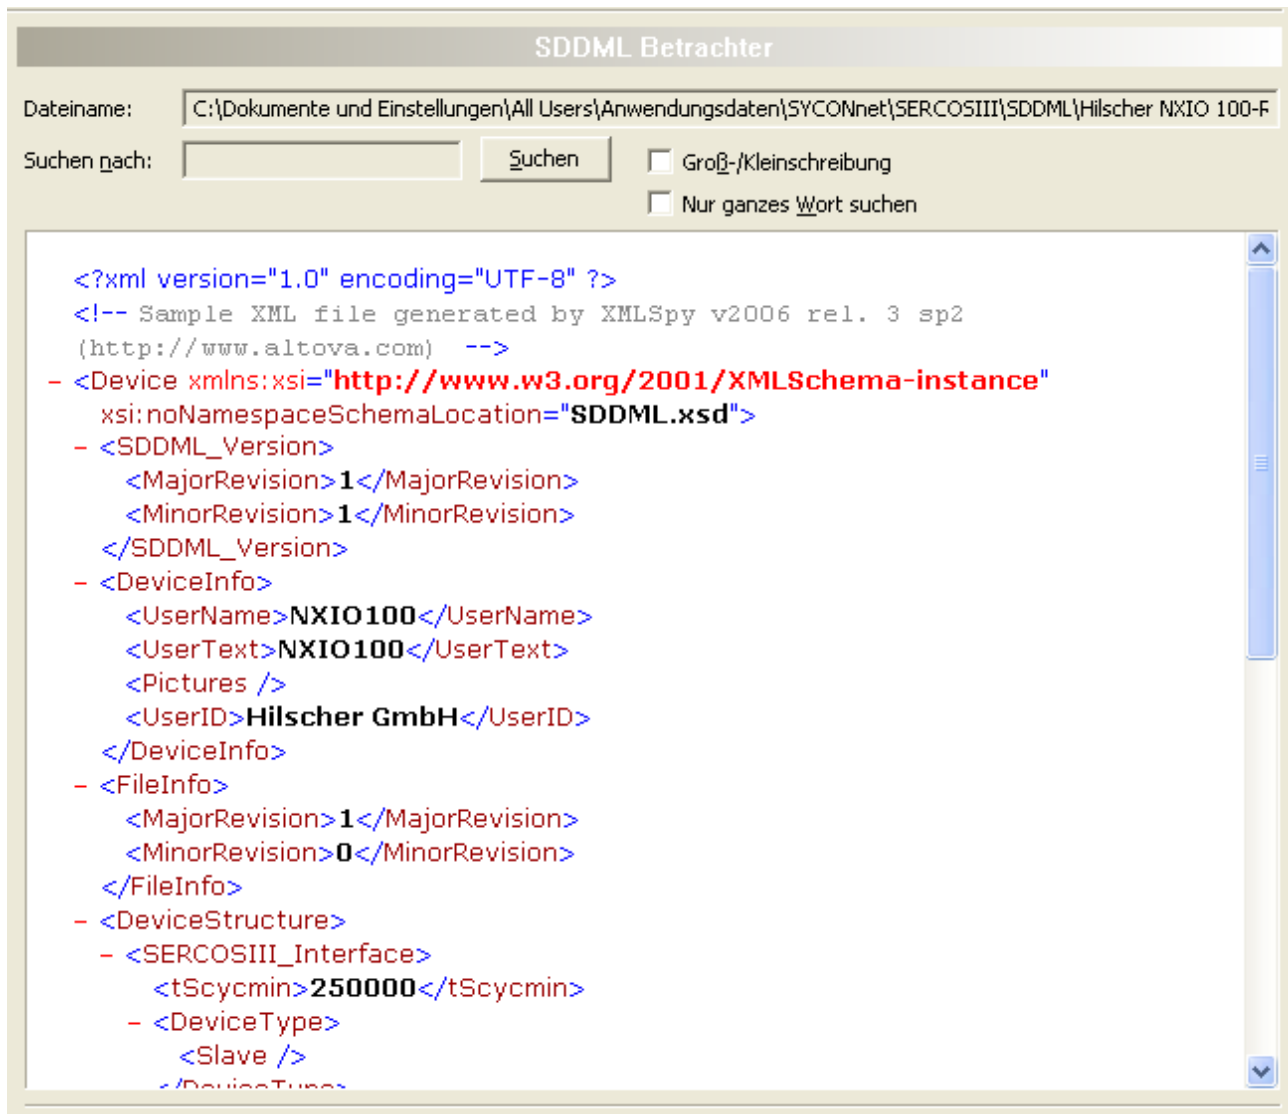 SDDML Betrachter
Dateiname: C:\Dokumente und Einstellungen\All Users\Anwendungsdaten\SYCONnet\SERCOSIII\SDDML\Hilscher NXIO 100-R
Suchen nach: Suchen Groß-/Kleinschreibung
Nur ganzes Wort suchen
<?xml version="1.0" encoding="UTF-8" ?>
<!-- Sample XML file generated by XMLSpy v2006 rel. 3 sp2
(http://www.altova.com) -->
- <Device xmlns:xsi="http://www.w3.org/2001/XMLSchema-instance"
xsi:noNamespaceSchemaLocation="SDDML.xsd">
- <SDDML_Version>
<MajorRevision>1</MajorRevision>
<MinorRevision>1</MinorRevision>
</SDDML_Version>
- <DeviceInfo>
<UserName>NXIO100</UserName>
<UserText>NXIO100</UserText>
<Pictures />
<UserID>Hilscher GmbH</UserID>
</DeviceInfo>
- <FileInfo>
<MajorRevision>1</MajorRevision>
<MinorRevision>0</MinorRevision>
</FileInfo>
- <DeviceStructure>
- <SERCOSIII_Interface>
<tScycmin>250000</tScycmin>
- <DeviceType>
<Slave />
</DeviceType>